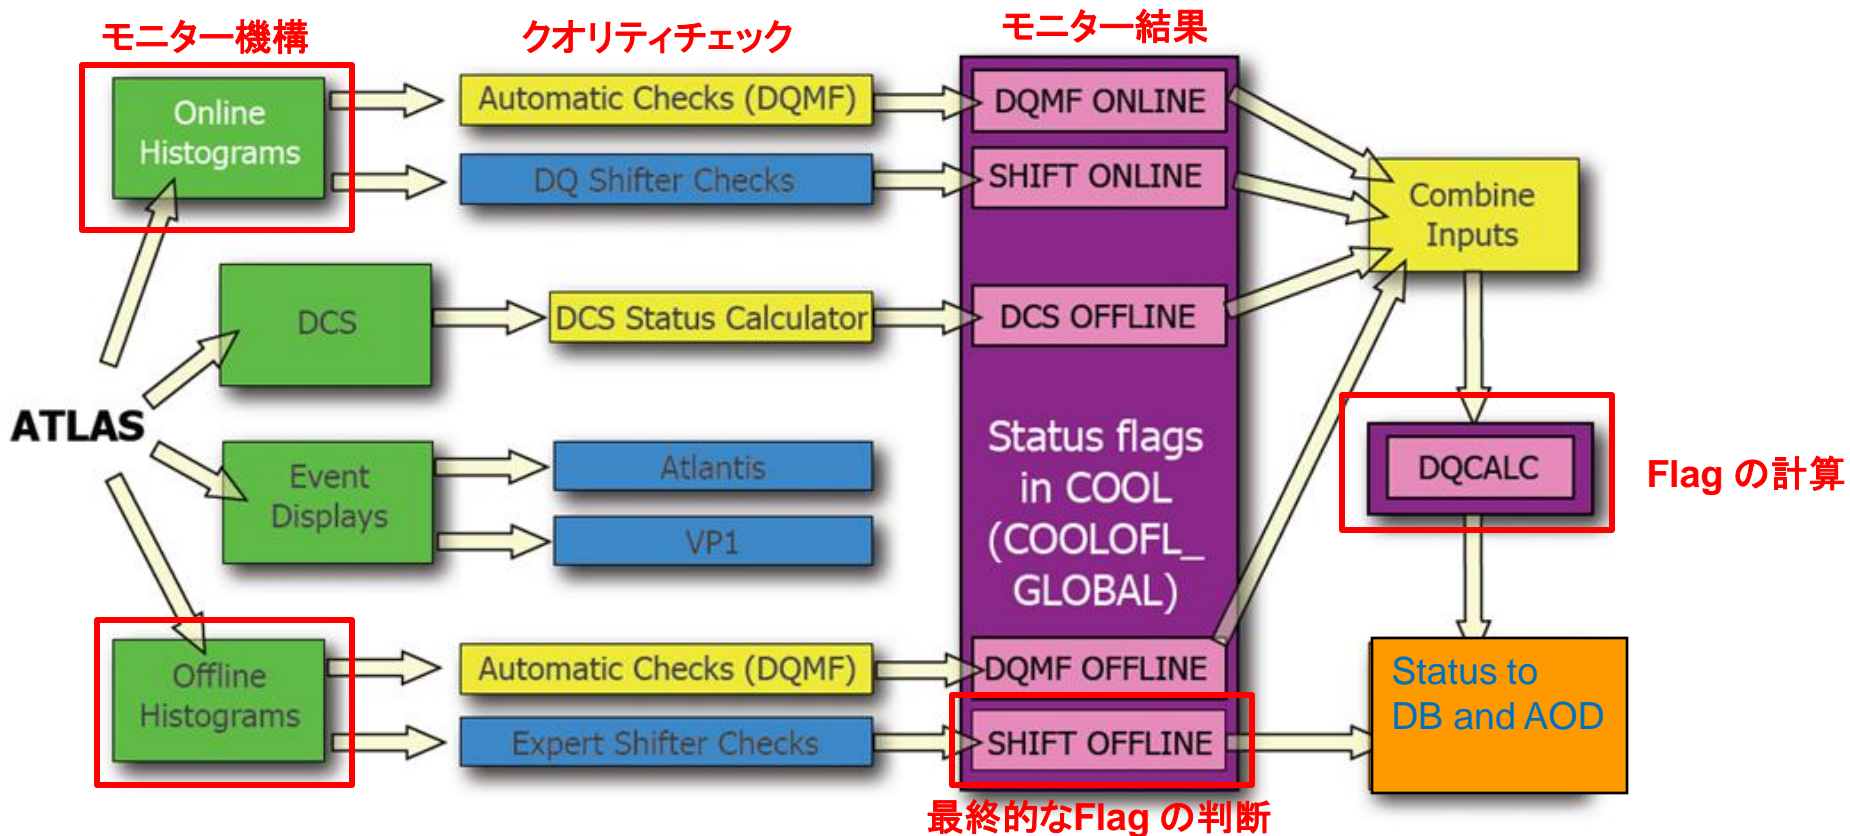 モニター機構
クオリティチェック
モニター結果
Online
Histograms
Automatic Checks (DQMF)
DQMF ONLINE
DQ Shifter Checks
SHIFT ONLINE
Combine
Inputs
DCS
DCS Status Calculator
DCS OFFLINE
ATLAS
Event
Displays
Atlantis
VP1
Status flags
in COOL
(COOLOFL_
GLOBAL)
DQCALC
Flag の計算
Offline
Histograms
Automatic Checks (DQMF)
DQMF OFFLINE
Expert Shifter Checks
SHIFT OFFLINE
Status to
DB and AOD
最終的なFlag の判断